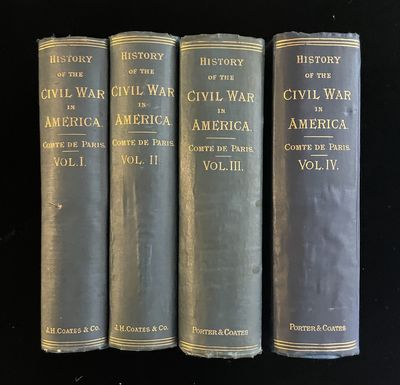 HISTORY
OF THE
CIVIL WAR
IN
AMERICA.
COMTE DE PARIS.
VOL. I.
J.H. COATES & CO.
HISTORY
OF THE
CIVIL WAR
IN
AMERICA.
COMTE DE PARIS.
VOL. II
J.H. COATES & CO.
HISTORY
OF THE
CIVIL WAR
IN
AMERICA.
COMTE DE PARIS.
VOL. III.
PORTER & COATES
HISTORY
OF THE
CIVIL WAR
IN
AMERICA.
COMTE DE PARIS.
VOL. IV.
PORTER & COATES